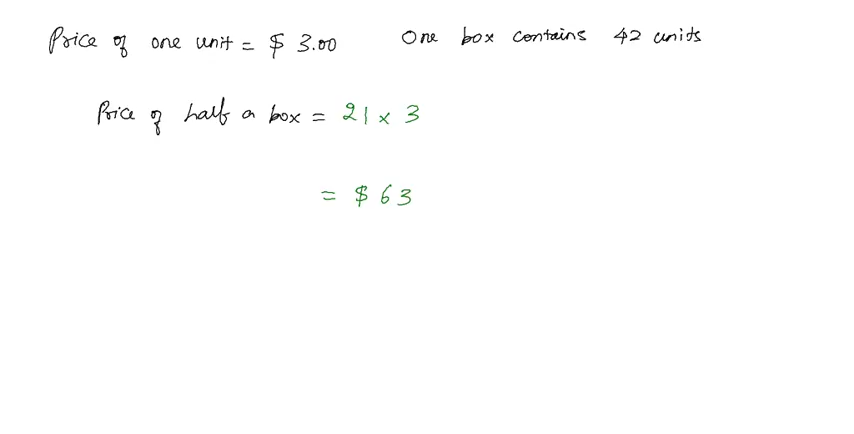 Price of one unit = $ 3.00 One box contains 42 units
Price of half a box = 21 x 3
= $ 63